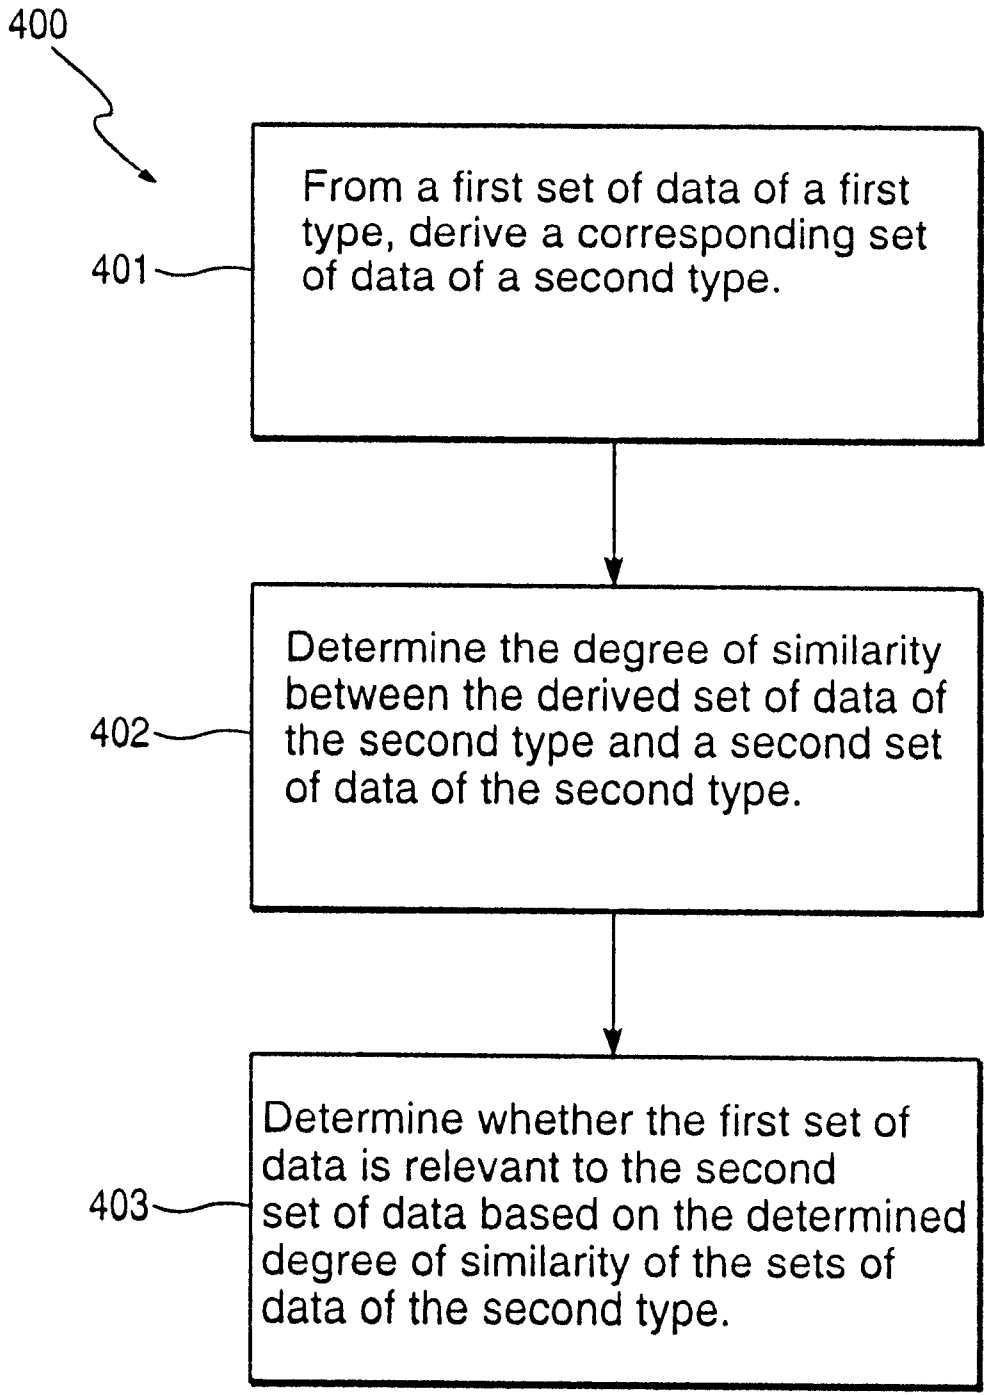 400
From a first set of data of a first
type, derive a corresponding set
of data of a second type.
401
Determine the degree of similarity
between the derived set of data of
the second type and a second set
of data of the second type.
402
Determine whether the first set of
data is relevant to the second
set of data based on the determined
degree of similarity of the sets of
data of the second type.
403